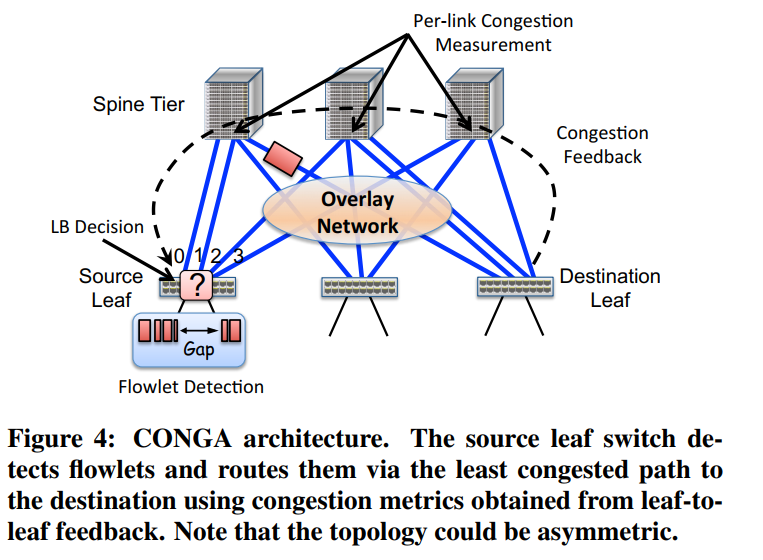 Per-link Congestion
Measurement
Spine Tier
Congestion
Feedback
Overlay
Network
LB Decision
0 1 2 3
Source
Leaf
?
Destination
Leaf
Gap
Flowlet Detection
Figure 4: CONGA architecture. The source leaf switch de-
tects flowlets and routes them via the least congested path to
the destination using congestion metrics obtained from leaf-to-
leaf feedback. Note that the topology could be asymmetric.